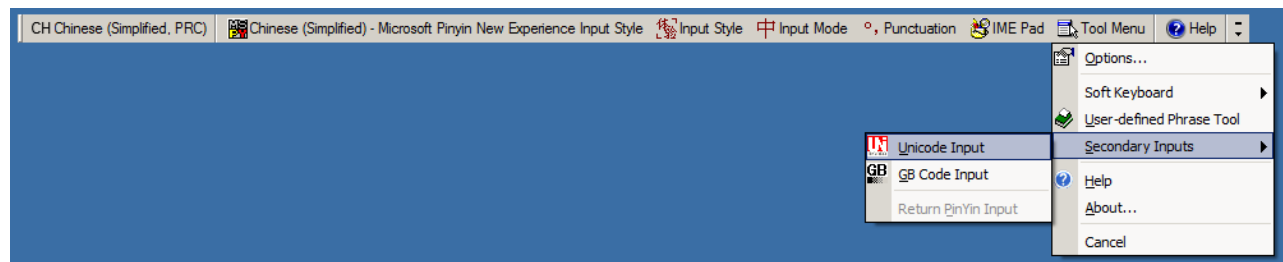 CH Chinese (Simplified, PRC) Chinese (Simplified) - Microsoft Pinyin New Experience Input Style Input Style 中 Input Mode °, Punctuation IME Pad Tool Menu Help
Options...
Soft Keyboard
User-defined Phrase Tool
Secondary Inputs
Help
About...
Cancel
Unicode Input
GB GB Code Input
Return PinYin Input